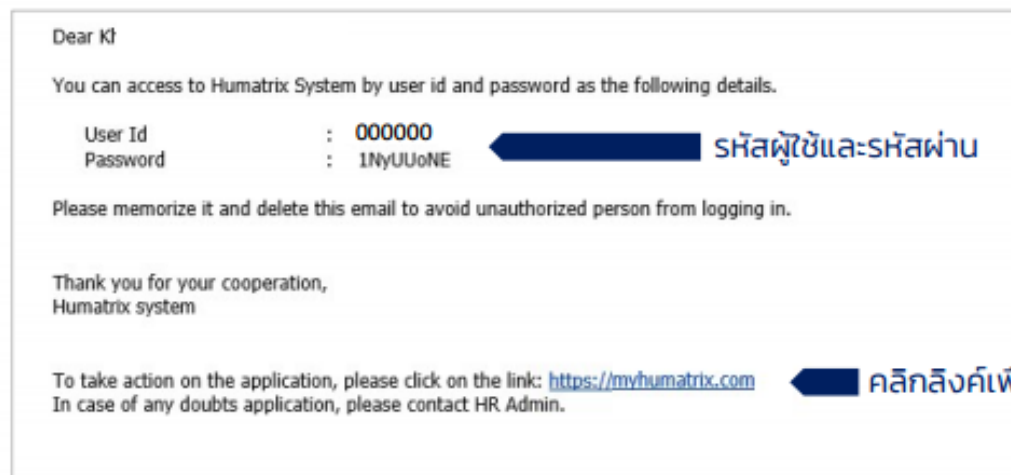 Dear
You can access to Humatrix System by user id and password as the following details.
User Id : 000000
รหัสผู้ใช้และรหัสผ่าน
Password : 1NyUUoNE
Please memorize it and delete this email to avoid unauthorized person from logging in.
Thank you for your cooperation,
Humatrix system
To take action on the application, please click on the link: https://myhumatrix.com
คลิกลิงค์
In case of any doubts application, please contact HR Admin.